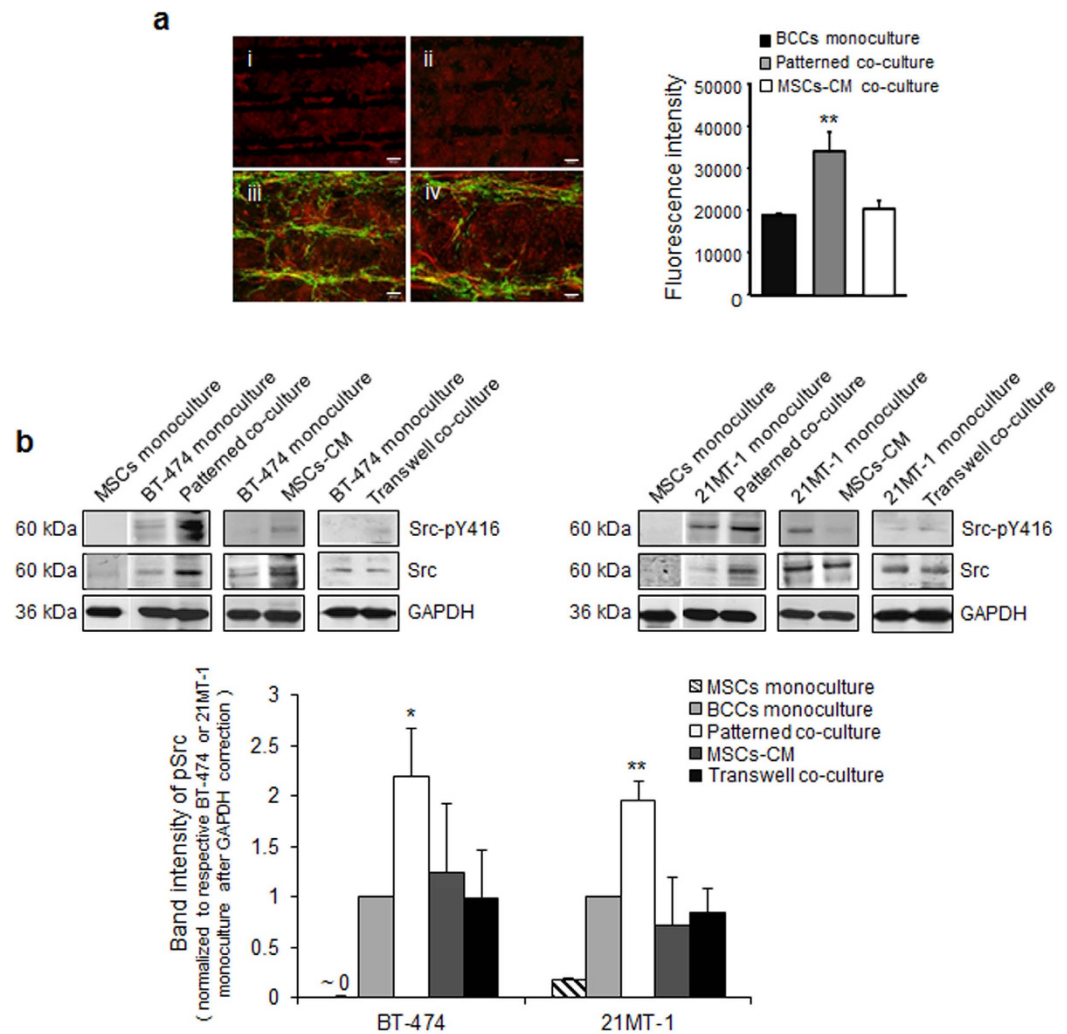 a
i
ii
iii
iv
BCCs monoculture
Patterned co-culture
MSCs-CM co-culture
Fluorescence intensity
50000
40000
30000
20000
10000
0
**
b
MSCs monoculture
BT-474 monoculture
Patterned co-culture
BT-474 monoculture
MSCs-CM
BT-474 monoculture
Transwell co-culture
60 kDa
60 kDa
36 kDa
Src-pY416
Src
GAPDH
MSCs monoculture
21MT-1 monoculture
Patterned co-culture
21MT-1 monoculture
MSCs-CM
21MT-1 monoculture
Transwell co-culture
60 kDa
60 kDa
36 kDa
Src-pY416
Src
GAPDH
Band intensity of pSrc
( normalized to respective BT-474 or 21MT-1
monoculture after GAPDH correction )
3
2.5
2
1.5
1
0.5
0
~ 0
*
**
MSCs monoculture
BCCs monoculture
Patterned co-culture
MSCs-CM
Transwell co-culture
BT-474
21MT-1